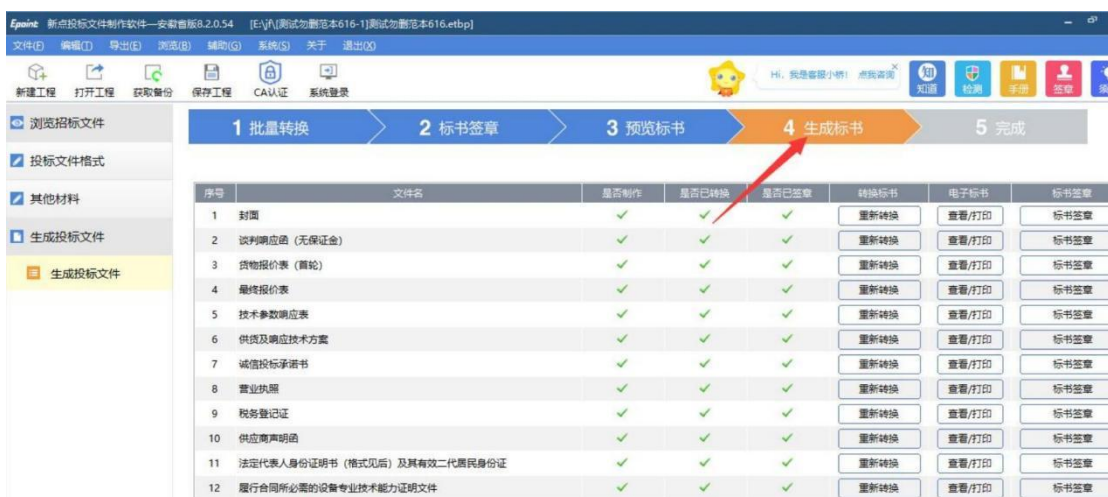 Epoint 新点投标文件制作软件—安徽省版8.2.0.54 [E:\jf\[测试勿删范本616-1]测试勿删范本616.etbp]
文件(F) 编辑(T) 导出(E) 浏览(B) 辅助(G) 系统(S) 关于 退出(X)
新建工程 打开工程 获取备份 保存工程 CA认证 系统登录 Hi, 我是客服小桥! 点我咨询 知道 检测 手册 签章
浏览招标文件
投标文件格式
其他材料
生成投标文件
生成投标文件
1 批量转换 2 标书签章 3 预览标书 4 生成标书 5 完成
序号 文件名 是否制作 是否已转换 是否已签章 转换标书 电子标书 标书签章
1 封面 重新转换 查看/打印 标书签章
2 谈判响应函（无保证金） 重新转换 查看/打印 标书签章
3 货物报价表（首轮） 重新转换 查看/打印 标书签章
4 最终报价表 重新转换 查看/打印 标书签章
5 技术参数响应表 重新转换 查看/打印 标书签章
6 供货及响应技术方案 重新转换 查看/打印 标书签章
7 诚信投标承诺书 重新转换 查看/打印 标书签章
8 营业执照 重新转换 查看/打印 标书签章
9 税务登记证 重新转换 查看/打印 标书签章
10 供应商声明函 重新转换 查看/打印 标书签章
11 法定代表人身份证明书（格式见后）及其有效二代居民身份证 重新转换 查看/打印 标书签章
12 履行合同所必需的设备专业技术能力证明文件 重新转换 查看/打印 标书签章